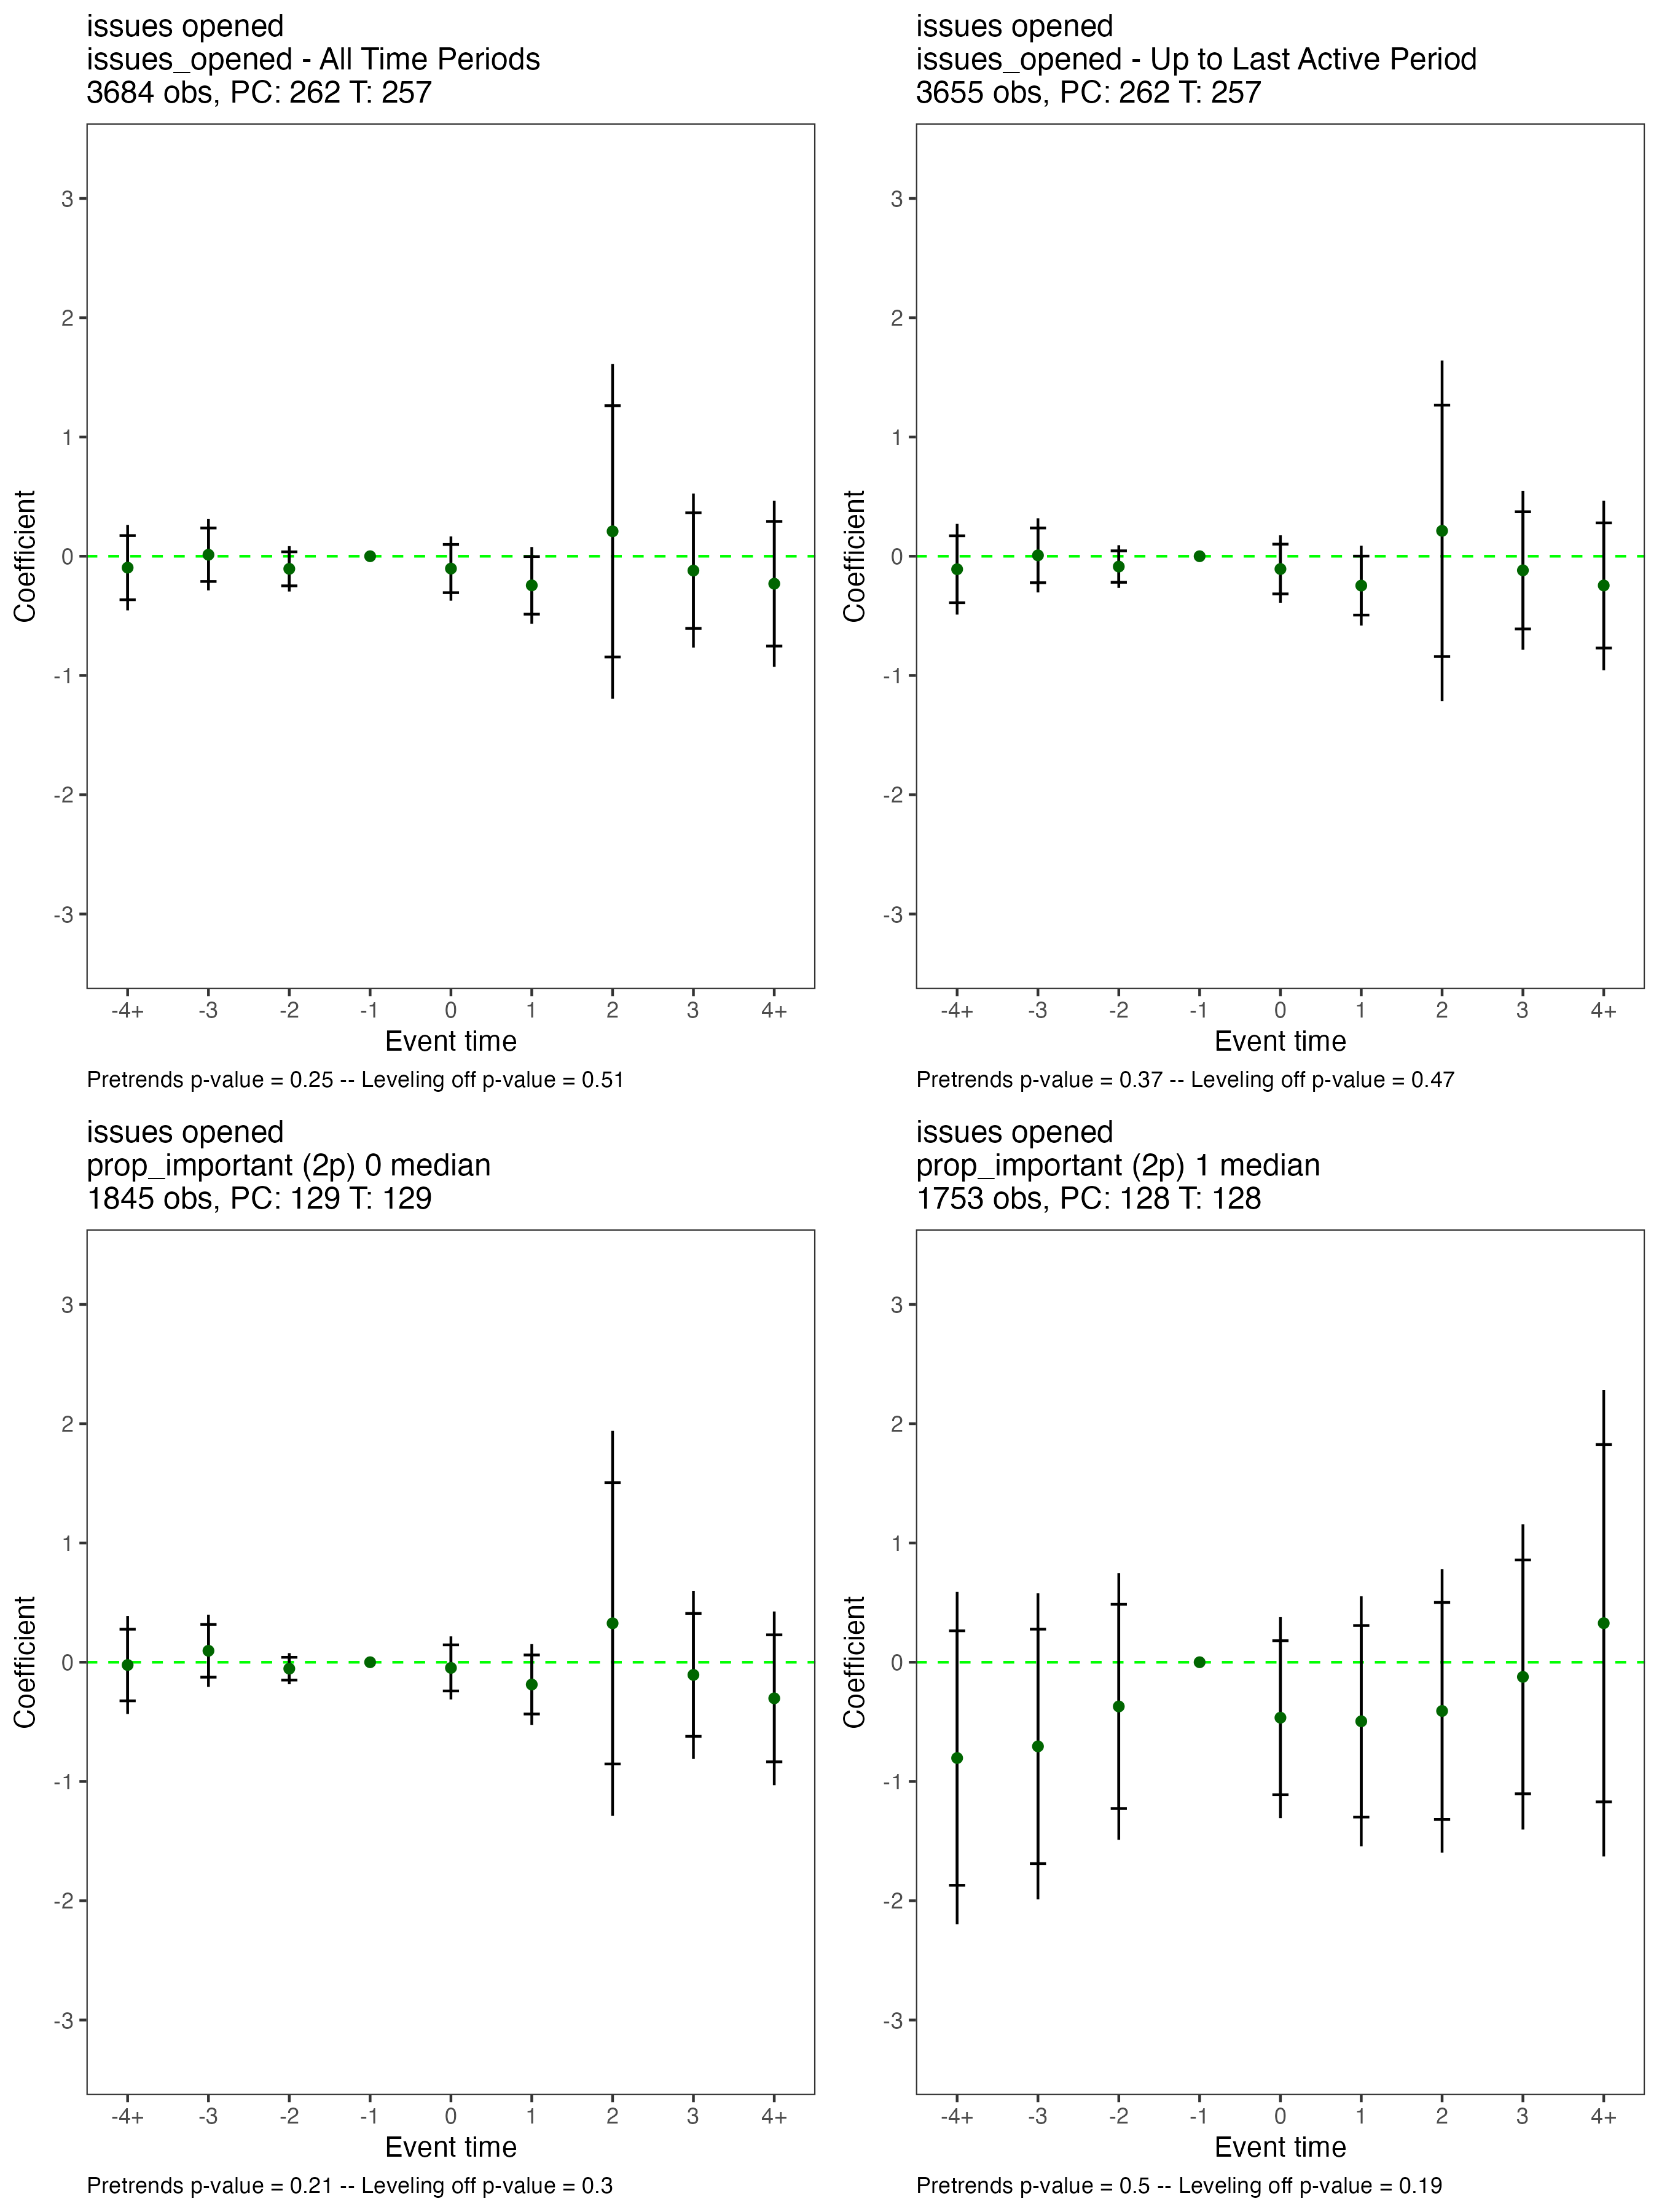 issues opened
issues_opened - All Time Periods
3684 obs, PC: 262 T: 257
3
2
1
0
-1
-2
-3
Coefficient
-4+ -3 -2 -1 0 1 2 3 4+
Event time
Pretrends p-value = 0.25 -- Leveling off p-value = 0.51
issues opened
issues_opened - Up to Last Active Period
3655 obs, PC: 262 T: 257
3
2
1
0
-1
-2
-3
Coefficient
-4+ -3 -2 -1 0 1 2 3 4+
Event time
Pretrends p-value = 0.37 -- Leveling off p-value = 0.47
issues opened
prop_important (2p) 0 median
1845 obs, PC: 129 T: 129
3
2
1
0
-1
-2
-3
Coefficient
-4+ -3 -2 -1 0 1 2 3 4+
Event time
Pretrends p-value = 0.21 -- Leveling off p-value = 0.3
issues opened
prop_important (2p) 1 median
1753 obs, PC: 128 T: 128
3
2
1
0
-1
-2
-3
Coefficient
-4+ -3 -2 -1 0 1 2 3 4+
Event time
Pretrends p-value = 0.5 -- Leveling off p-value = 0.19